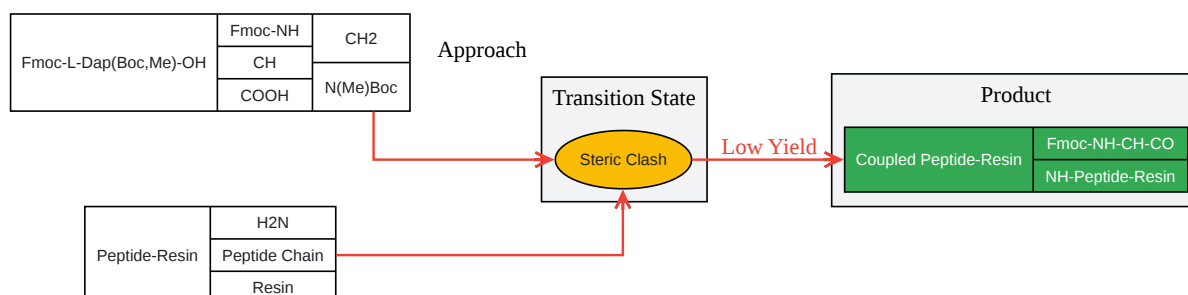 Fmoc-L-Dap(Boc,Me)-OH
Fmoc-NH
CH
COOH
CH2
N(Me)Boc
Approach
Transition State
Steric Clash
Low Yield
Product
Coupled Peptide-Resin
Fmoc-NH-CH-CO
NH-Peptide-Resin
Peptide-Resin
H2N
Peptide Chain
Resin